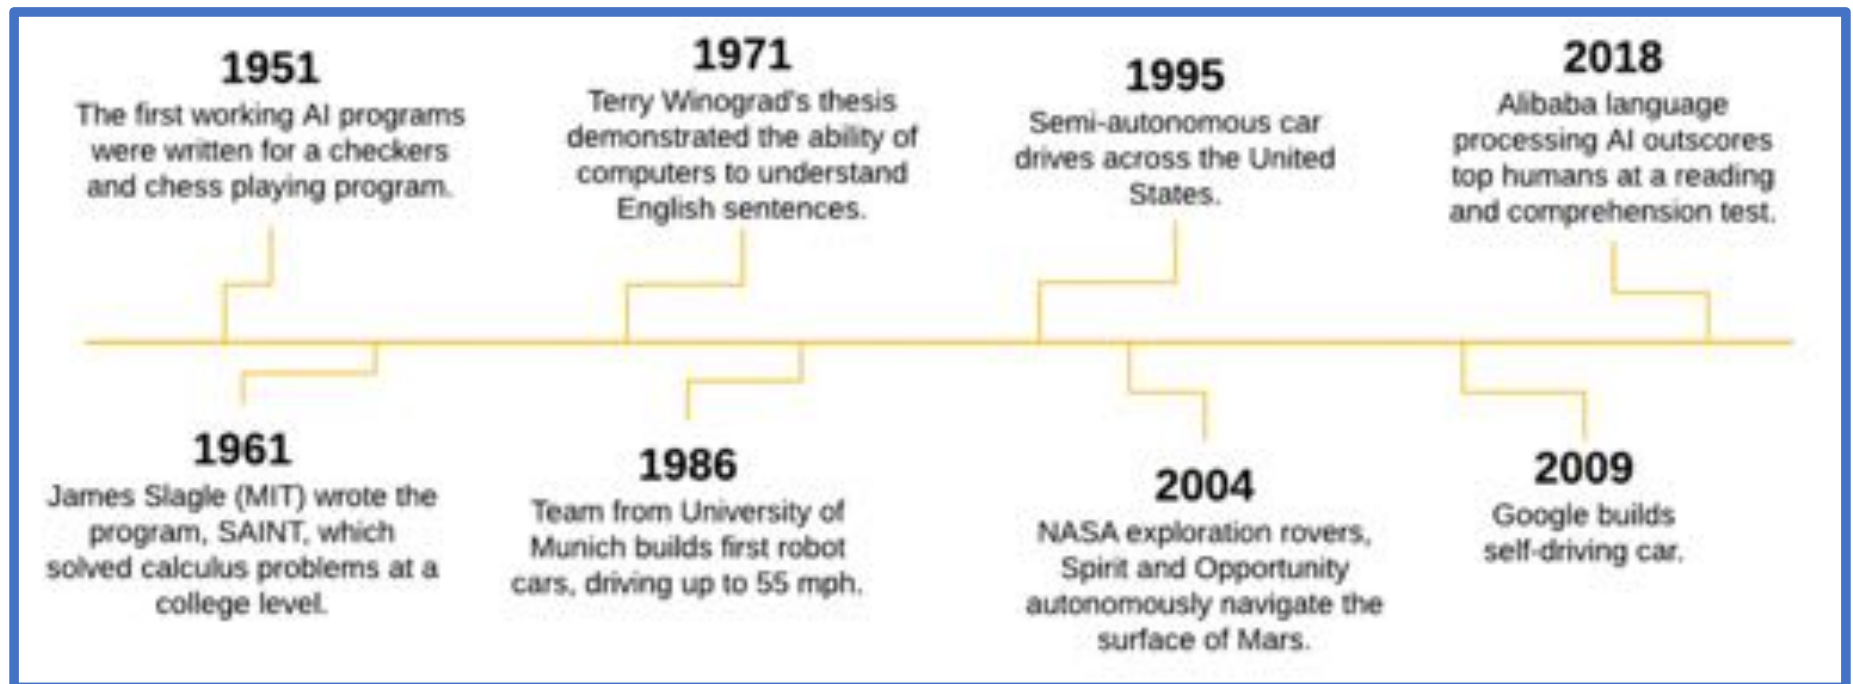 1951
The first working AI programs
were written for a checkers
and chess playing program.
1971
Terry Winograd's thesis
demonstrated the ability of
computers to understand
English sentences.
1995
Semi-autonomous car
drives across the United
States.
2018
Alibaba language
processing AI outscores
top humans at a reading
and comprehension test.
1961
James Slagle (MIT) wrote the
program, SAINT, which
solved calculus problems at a
college level.
1986
Team from University of
Munich builds first robot
cars, driving up to 55 mph.
2004
NASA exploration rovers,
Spirit and Opportunity
autonomously navigate the
surface of Mars.
2009
Google builds
self-driving car.